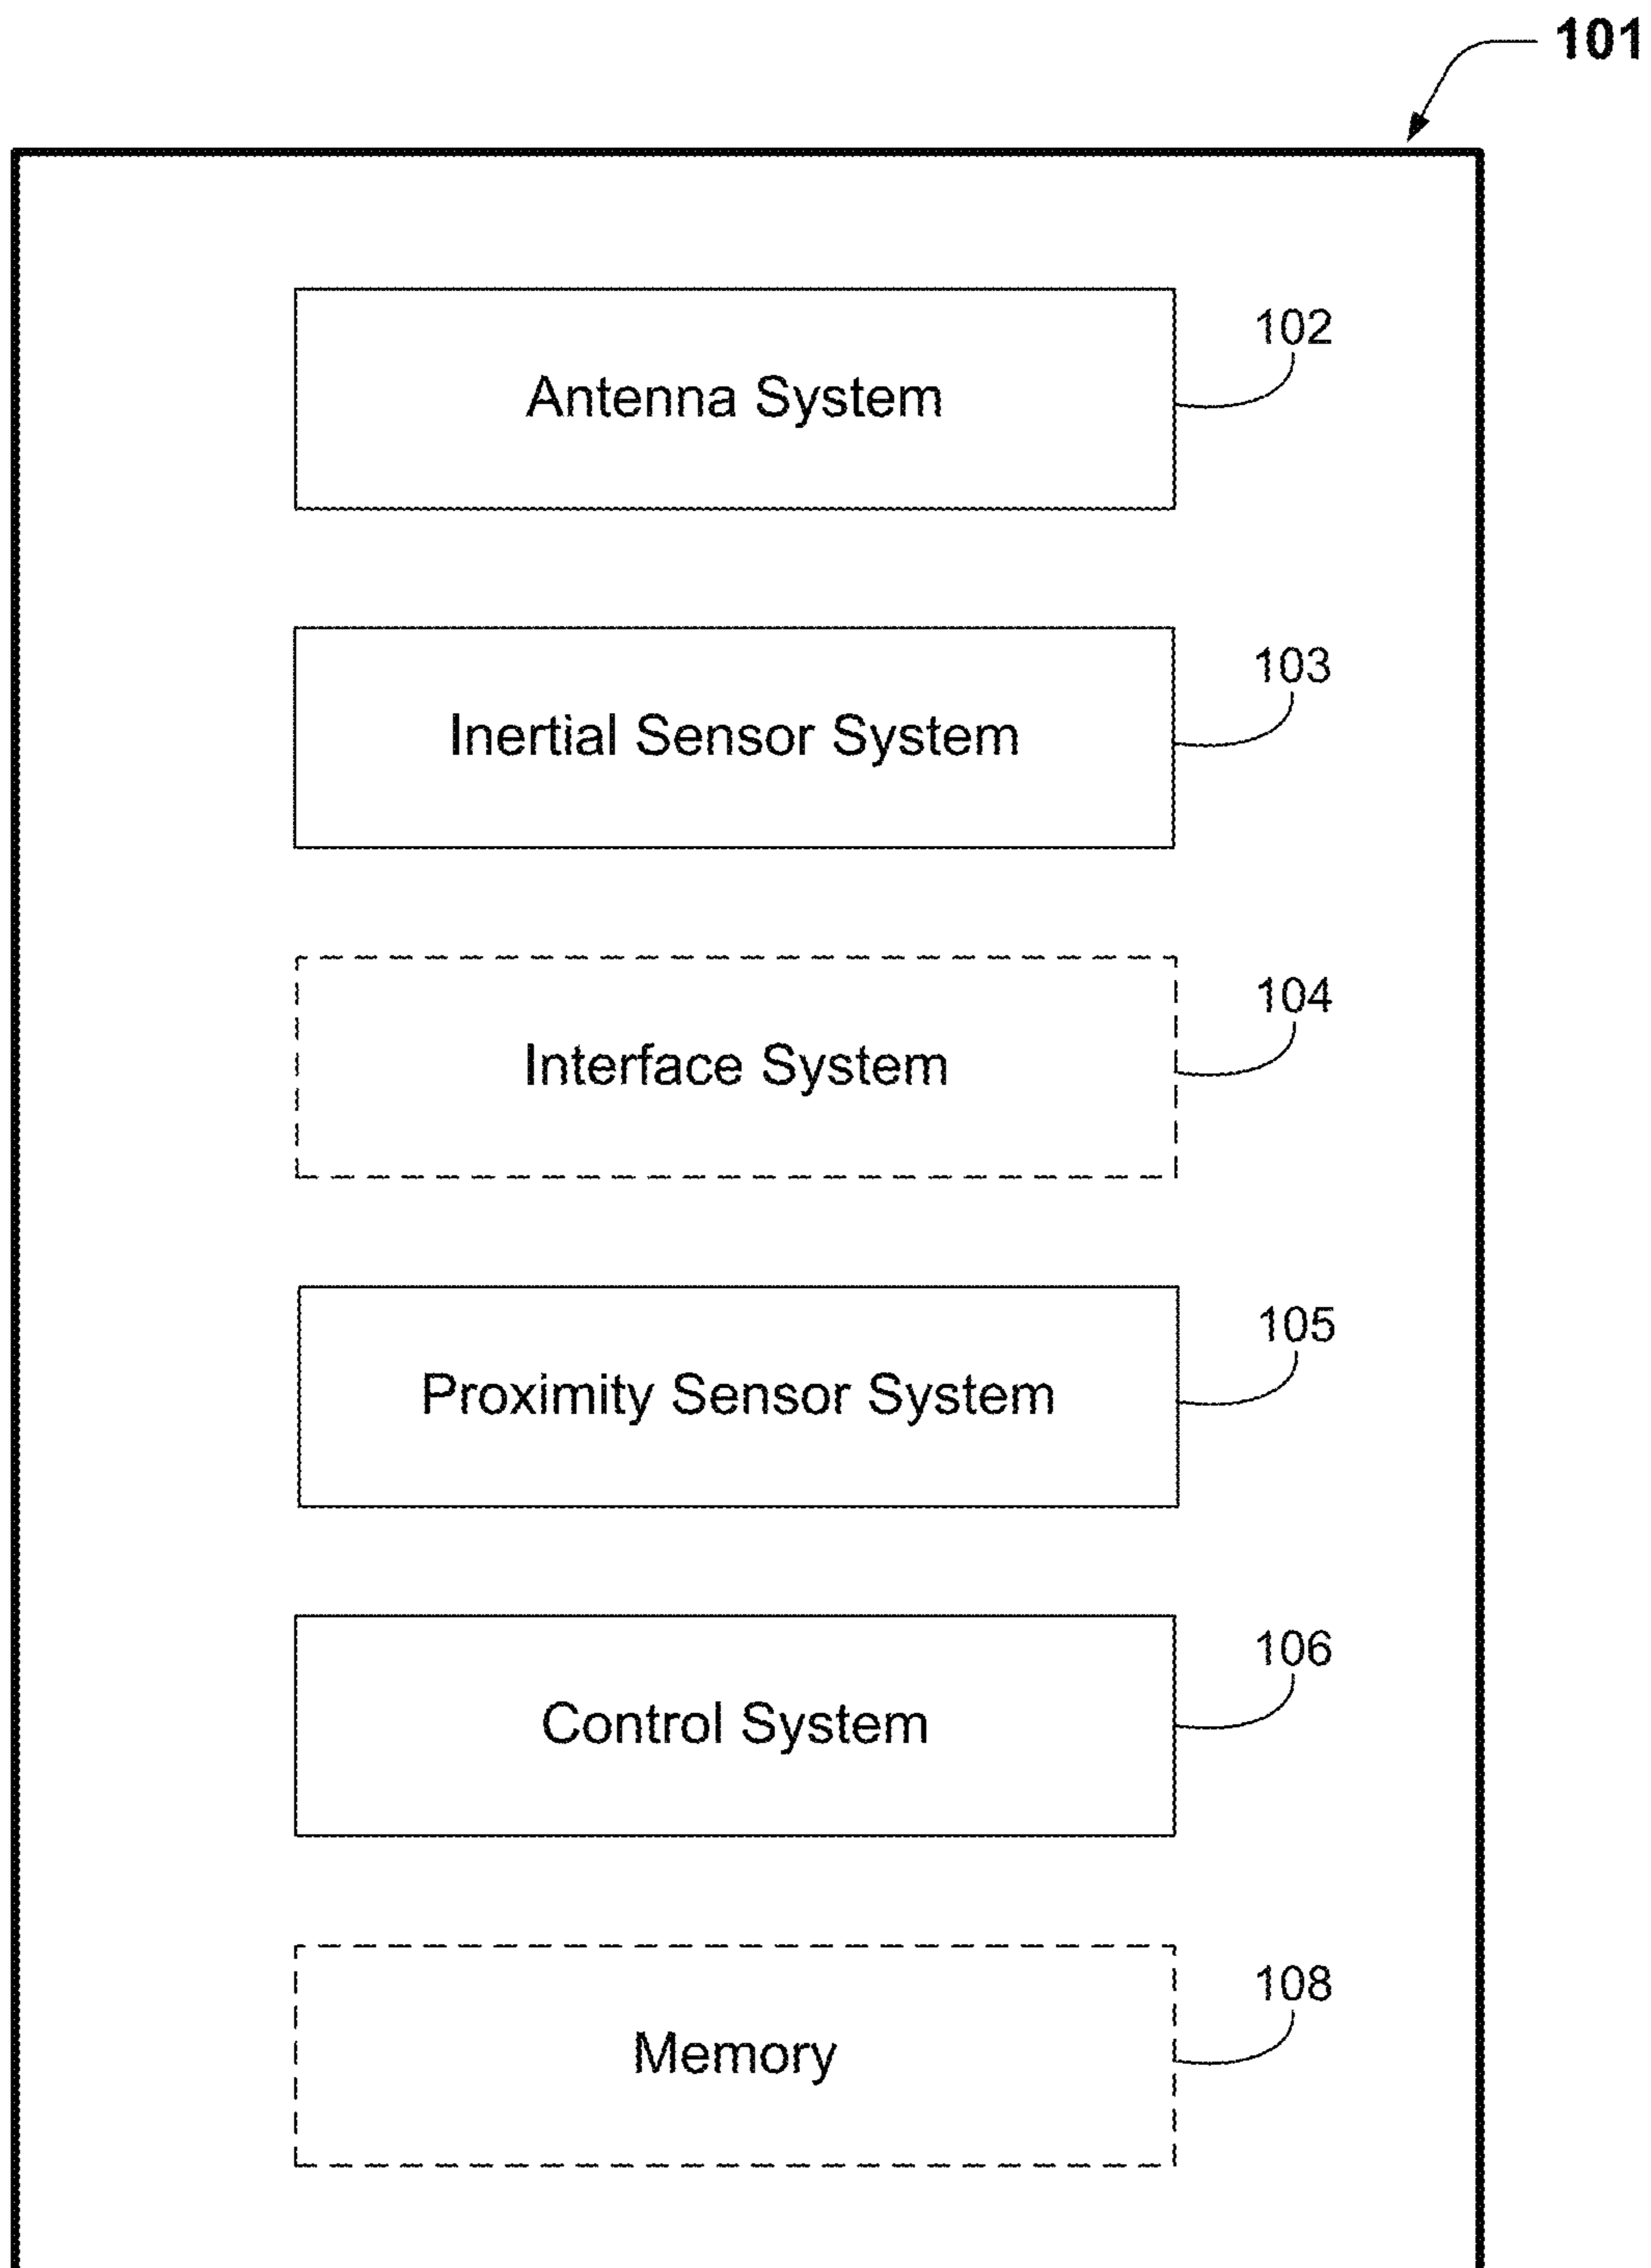 101
102
Antenna System
103
Inertial Sensor System
104
Interface System
105
Proximity Sensor System
106
Control System
108
Memory